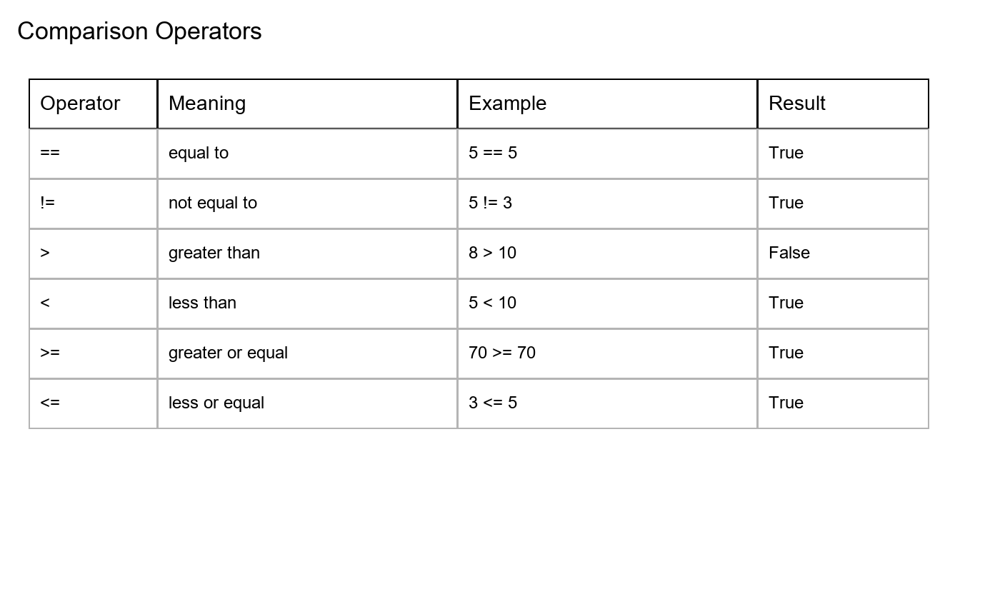 Comparison Operators
Operator Meaning Example Result
== equal to 5 == 5 True
!= not equal to 5 != 3 True
> greater than 8 > 10 False
< less than 5 < 10 True
>= greater or equal 70 >= 70 True
<= less or equal 3 <= 5 True